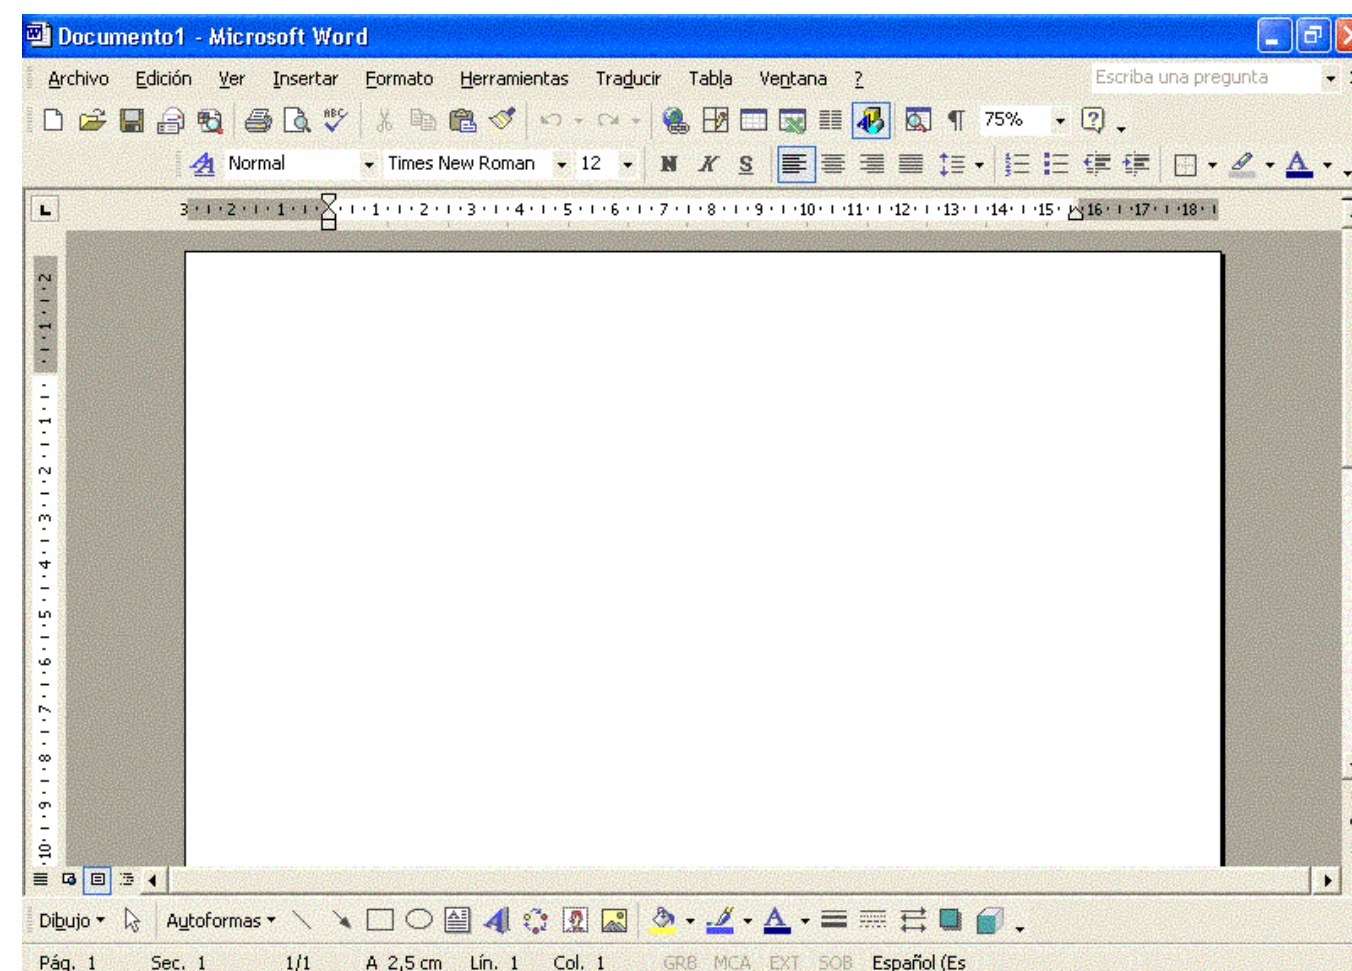 Documento1 - Microsoft Word
Archivo Edición Ver Insertar Formato Herramientas Traducir Tabla Ventana ? Escriba una pregunta
ABC 75%
Normal Times New Roman 12 N K S A
L 3 2 1 1 2 3 4 5 6 7 8 9 10 11 12 13 14 15 16 17 18
2
1
1
2
3
4
5
6
7
8
9
10
Dibujo Autoformas A
Pág. 1 Sec. 1 1/1 A 2,5 cm Lín. 1 Col. 1 GRB MCA EXT SOB Español (Es